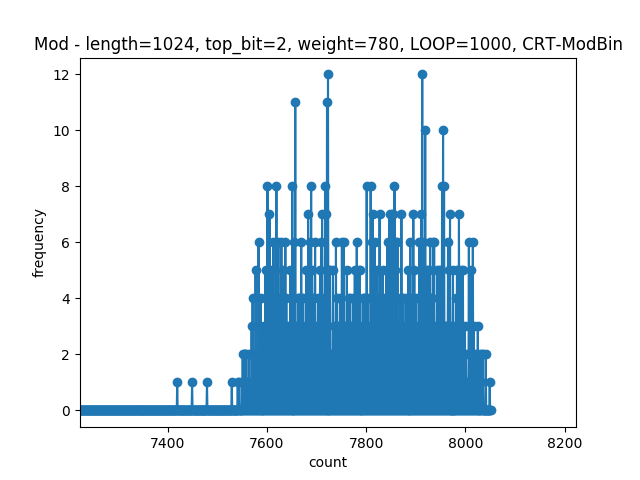 Mod - length=1024, top_bit=2, weight=780, LOOP=1000, CRT-ModBin
12
10
8
6
4
2
0
frequency
7400 7600 7800 8000 8200
count